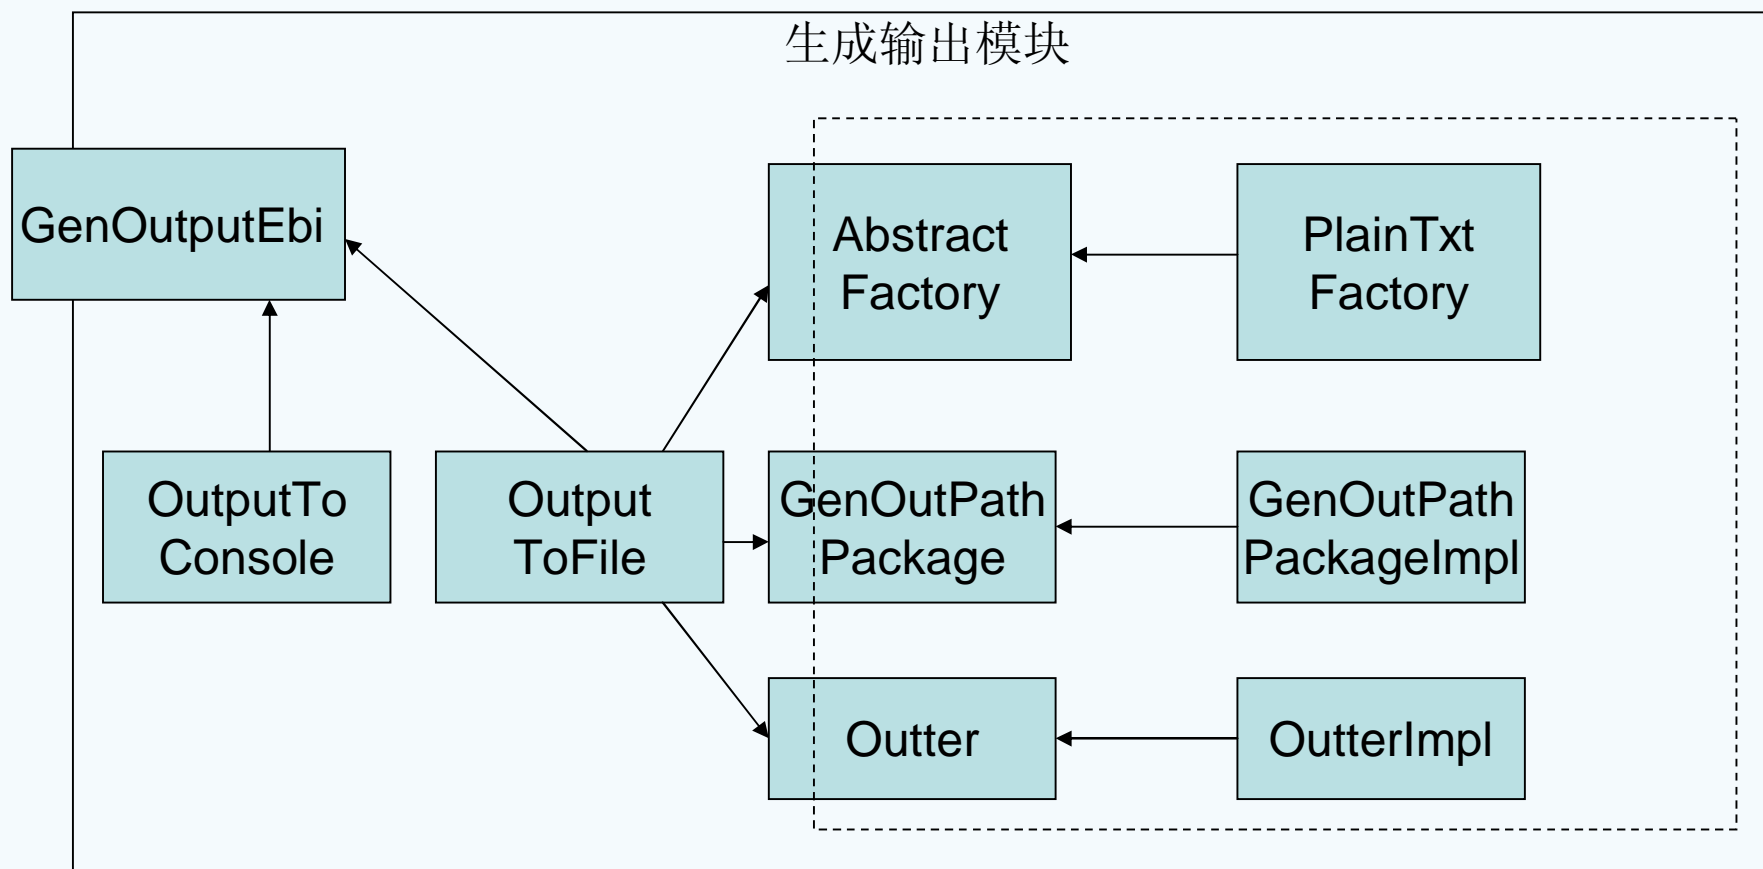 生成输出模块
GenOutputEbi
Abstract
Factory
PlainTxt
Factory
OutputTo
Console
Output
ToFile
GenOutPath
Package
GenOutPath
PackageImpl
Outter
OutterImpl